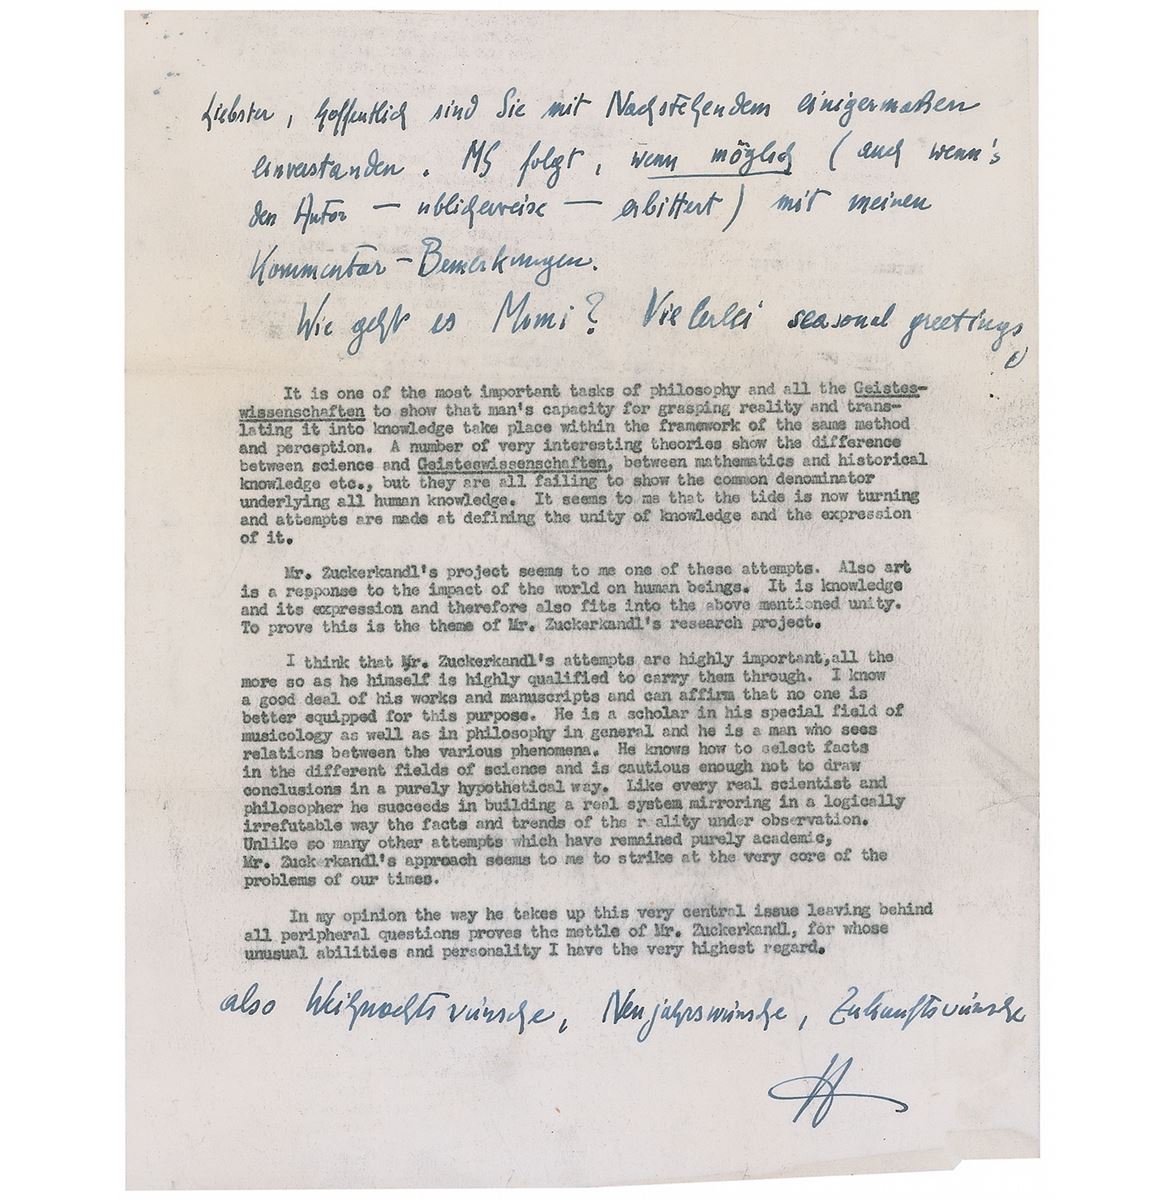 Liebster, hoffentlich sind Sie mit Nachstehendem einigermaßen
einverstanden. MS folgt, wenn möglich (auch wenn's
den Autor — üblicherweise — erbittert) mit meinen
Kommentar-Bemerkungen.
Wie geht es Mimi? Vielerlei seasonal greetings
It is one of the most important tasks of philosophy and all the Geistes-
wissenschaften to show that man's capacity for grasping reality and trans-
lating it into knowledge take place within the framework of the same method
and perception. A number of very interesting theories show the difference
between science and Geisteswissenschaften, between mathematics and historical
knowledge etc., but they are all failing to show the common denominator
underlying all human knowledge. It seems to me that the tide is now turning
and attempts are made at defining the unity of knowledge and the expression
of it.
Mr. Zuckerkandl's project seems to me one of these attempts. Also art
is a response to the impact of the world on human beings. It is knowledge
and its expression and therefore also fits into the above mentioned unity.
To prove this is the theme of Mr. Zuckerkandl's research project.
I think that Mr. Zuckerkandl's attempts are highly important,all the
more so as he himself is highly qualified to carry them through. I know
a good deal of his works and manuscripts and can affirm that no one is
better equipped for this purpose. He is a scholar in his special field of
musicology as well as in philosophy in general and he is a man who sees
relations between the various phenomena. He knows how to select facts
in the different fields of science and is cautious enough not to draw
conclusions in a purely hypothetical way. Like every real scientist and
philosopher he succeeds in building a real system mirroring in a logically
irrefutable way the facts and trends of the reality under observation.
Unlike so many other attempts which have remained purely academic,
Mr. Zuckerkandl's approach seems to me to strike at the very core of the
problems of our times.
In my opinion the way he takes up this very central issue leaving behind
all peripheral questions proves the mettle of Mr. Zuckerkandl, for whose
unusual abilities and personality I have the very highest regard.
also Weihnachtswünsche, Neujahrswünsche, Zukunftswünsche
H